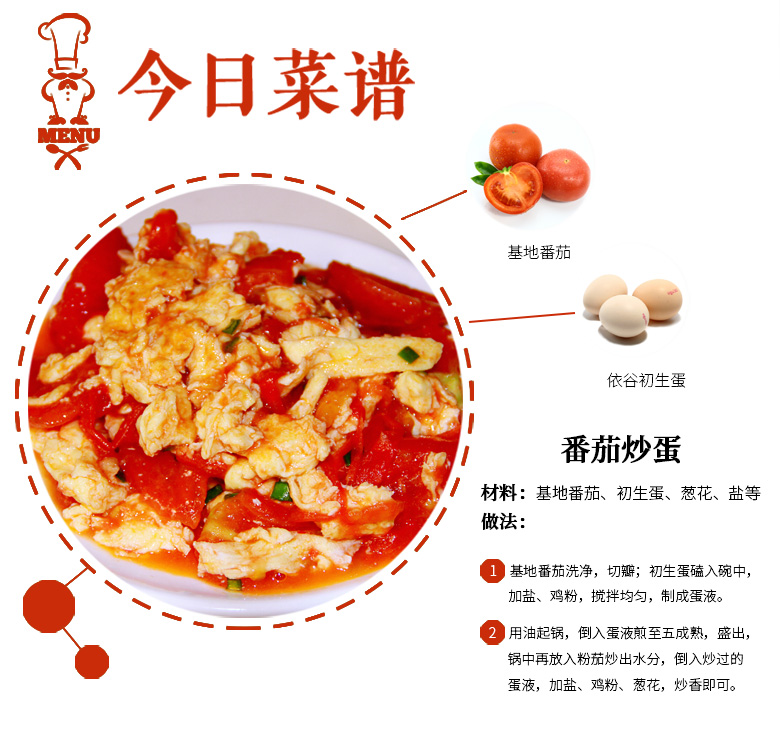 MENU
今日菜谱
基地番茄
依谷初生蛋
番茄炒蛋
材料：基地番茄、初生蛋、葱花、盐等
做法：
1 基地番茄洗净，切瓣；初生蛋磕入碗中，
加盐、鸡粉，搅拌均匀，制成蛋液。
2 用油起锅，倒入蛋液煎至五成熟，盛出，
锅中再放入粉茄炒出水分，倒入炒过的
蛋液，加盐、鸡粉、葱花，炒香即可。